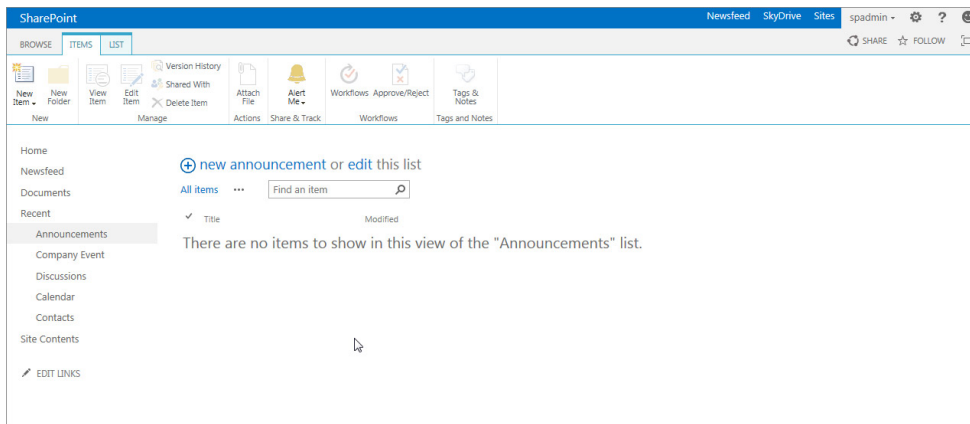 SharePoint
Newsfeed SkyDrive Sites spadmin ?
BROWSE ITEMS LIST
SHARE FOLLOW
New Item
New Folder
View Item
Edit Item
Version History
Shared With
Delete Item
Attach File
Alert Me
Workflows
Approve/Reject
Tags & Notes
New
Manage
Actions
Share & Track
Workflows
Tags and Notes
Home
Newsfeed
Documents
Recent
Announcements
Company Event
Discussions
Calendar
Contacts
Site Contents
EDIT LINKS
new announcement or edit this list
All items ... Find an item
Title Modified
There are no items to show in this view of the "Announcements" list.